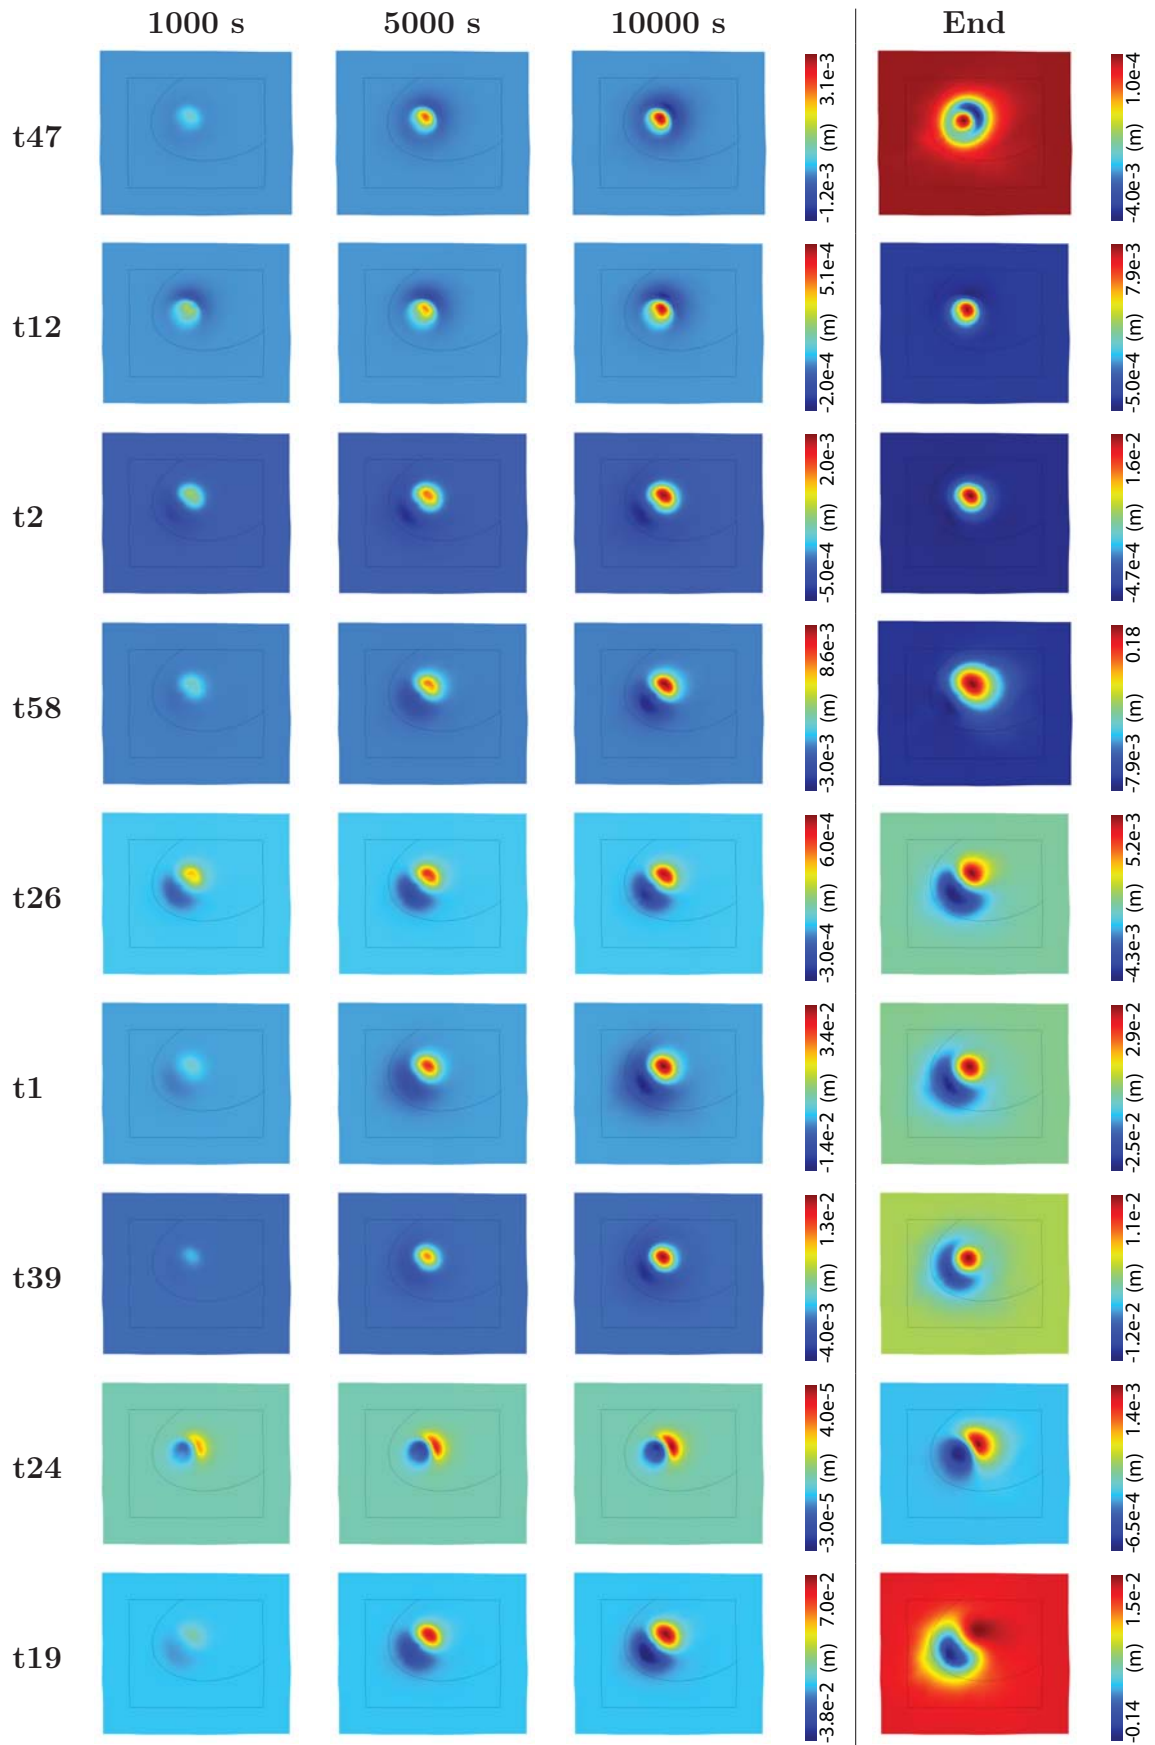 1000 s 5000 s 10000 s End
t47 -1.2e-3 (m) 3.1e-3 -4.0e-3 (m) 1.0e-4
t12 -2.0e-4 (m) 5.1e-4 -5.0e-4 (m) 7.9e-3
t2 -5.0e-4 (m) 2.0e-3 -4.7e-4 (m) 1.6e-2
t58 -3.0e-3 (m) 8.6e-3 -7.9e-3 (m) 0.18
t26 -3.0e-4 (m) 6.0e-4 -4.3e-3 (m) 5.2e-3
t1 -1.4e-2 (m) 3.4e-2 -2.5e-2 (m) 2.9e-2
t39 -4.0e-3 (m) 1.3e-2 -1.2e-2 (m) 1.1e-2
t24 -3.0e-5 (m) 4.0e-5 -6.5e-4 (m) 1.4e-3
t19 -3.8e-2 (m) 7.0e-2 -0.14 (m) 1.5e-2